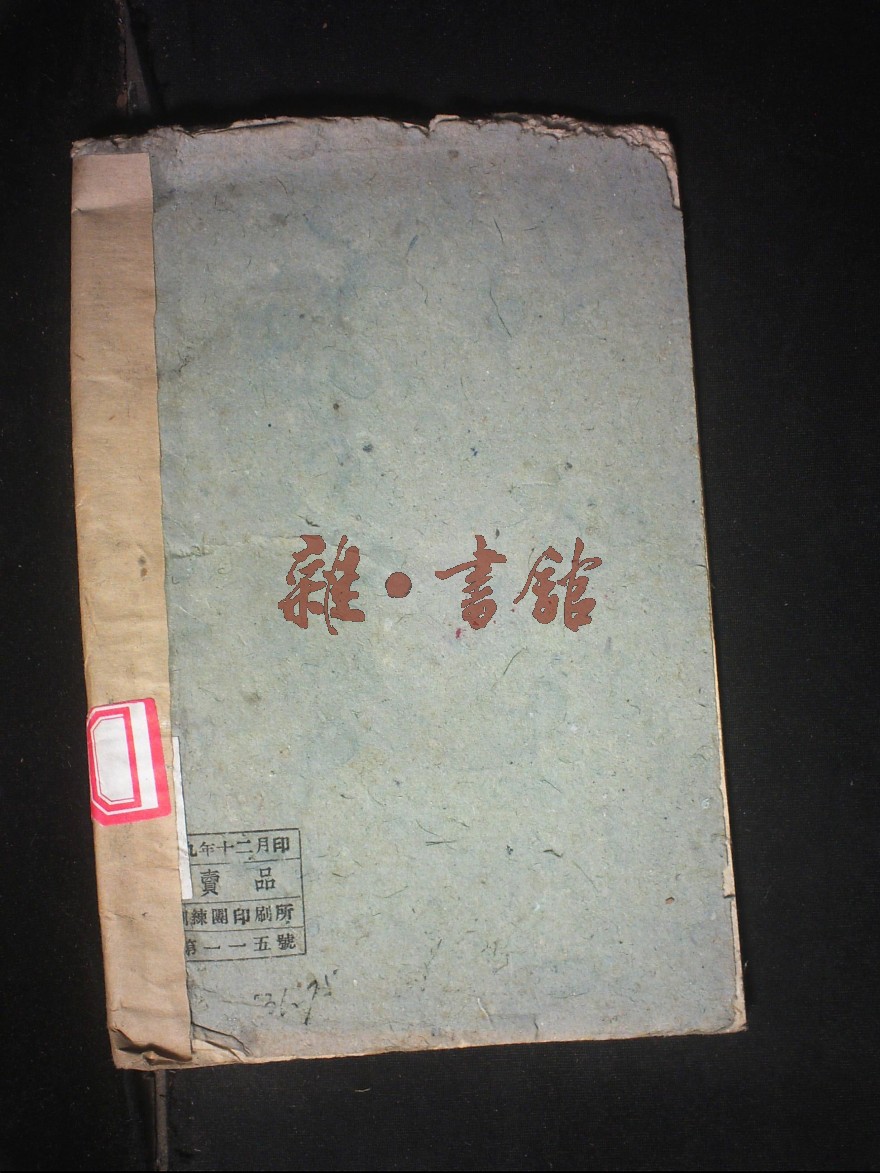 雜·書舘
九年十二月印
賣品
訓練團印刷所
第一一五號